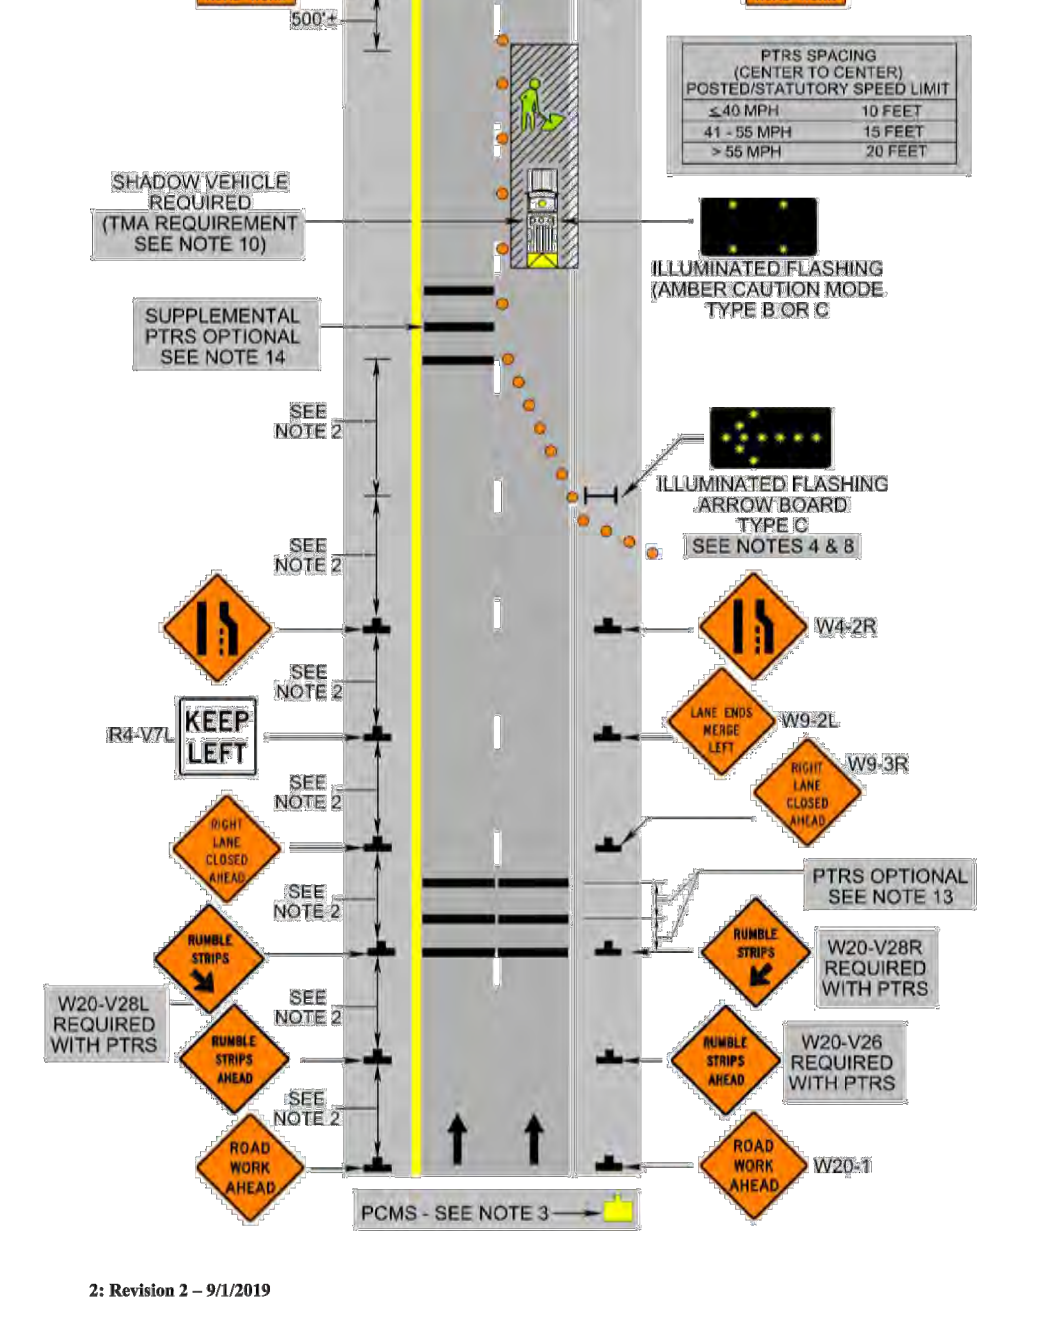 500'±
PTRS SPACING
(CENTER TO CENTER)
POSTED/STATUTORY SPEED LIMIT
≤40 MPH 10 FEET
41 - 55 MPH 15 FEET
> 55 MPH 20 FEET
SHADOW VEHICLE
REQUIRED
(TMA REQUIREMENT
SEE NOTE 10)
ILLUMINATED FLASHING
(AMBER CAUTION MODE
TYPE B OR C
SUPPLEMENTAL
PTRS OPTIONAL
SEE NOTE 14
SEE
NOTE 2
ILLUMINATED FLASHING
ARROW BOARD
TYPE C
SEE NOTES 4 & 8
SEE
NOTE 2
W4-2R
SEE
NOTE 2
R4-V7L
KEEP
LEFT
LANE ENDS
MERGE
LEFT
W9-2L
W9-3R
RIGHT
LANE
CLOSED
AHEAD
SEE
NOTE 2
RIGHT
LANE
CLOSED
AHEAD
PTRS OPTIONAL
SEE NOTE 13
SEE
NOTE 2
RUMBLE
STRIPS
RUMBLE
STRIPS
W20-V28R
REQUIRED
WITH PTRS
W20-V28L
REQUIRED
WITH PTRS
SEE
NOTE 2
RUMBLE
STRIPS
AHEAD
RUMBLE
STRIPS
AHEAD
W20-V26
REQUIRED
WITH PTRS
SEE
NOTE 2
ROAD
WORK
AHEAD
ROAD
WORK
AHEAD
W20-1
PCMS - SEE NOTE 3
2: Revision 2 – 9/1/2019